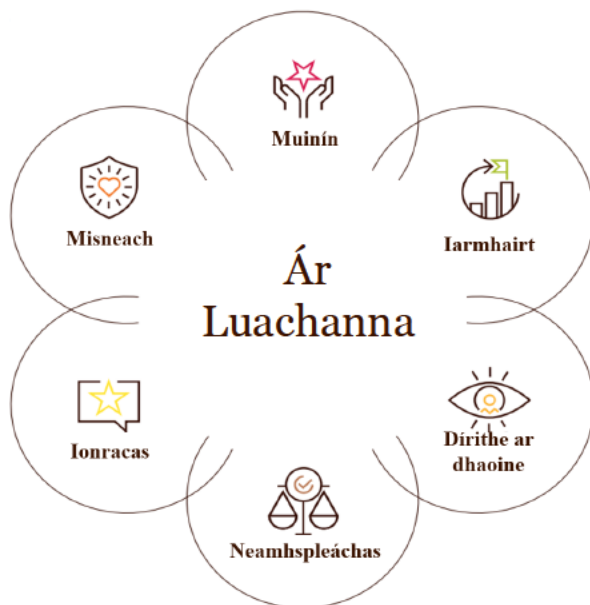 Muinín
Misneach
Iarmhairt
Ár
Luachanna
Ionracas
Dírithe ar
dhaoine
Neamhspleáchas